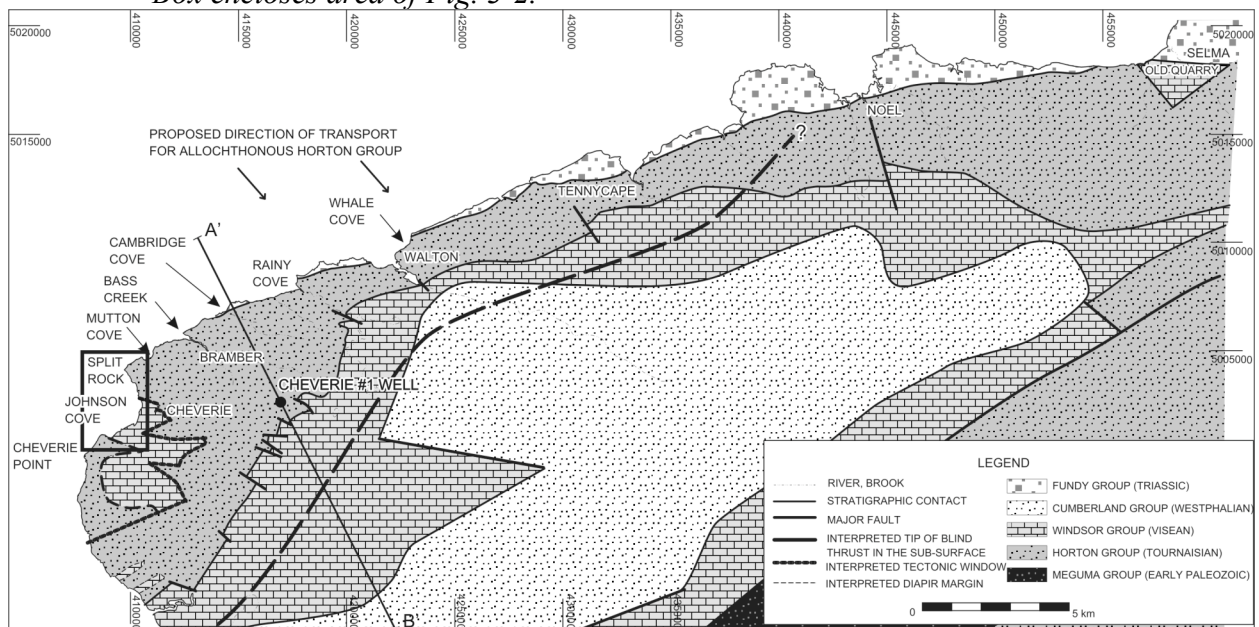 Box encloses area of Fig. 3-2.
410000
415000
420000
425000
430000
435000
440000
445000
450000
455000
5020000
5020000
SELMA
OLD QUARRY
NOEL
5015000
5015000
PROPOSED DIRECTION OF TRANSPORT
FOR ALLOCHTHONOUS HORTON GROUP
?
TENNYCAPE
WHALE
COVE
A'
CAMBRIDGE
COVE
RAINY
COVE
WALTON
5010000
BASS
CREEK
MUTTON
COVE
BRAMBER
SPLIT
ROCK
5005000
CHEVERIE #1 WELL
JOHNSON
COVE
CHEVERIE
CHEVERIE
POINT
LEGEND
RIVER, BROOK
STRATIGRAPHIC CONTACT
MAJOR FAULT
INTERPRETED TIP OF BLIND
THRUST IN THE SUB-SURFACE
INTERPRETED TECTONIC WINDOW
INTERPRETED DIAPIR MARGIN
FUNDY GROUP (TRIASSIC)
CUMBERLAND GROUP (WESTPHALIAN)
WINDSOR GROUP (VISEAN)
HORTON GROUP (TOURNAISIAN)
MEGUMA GROUP (EARLY PALEOZOIC)
0
5 km
410000
420000
B
425000
430000
435000